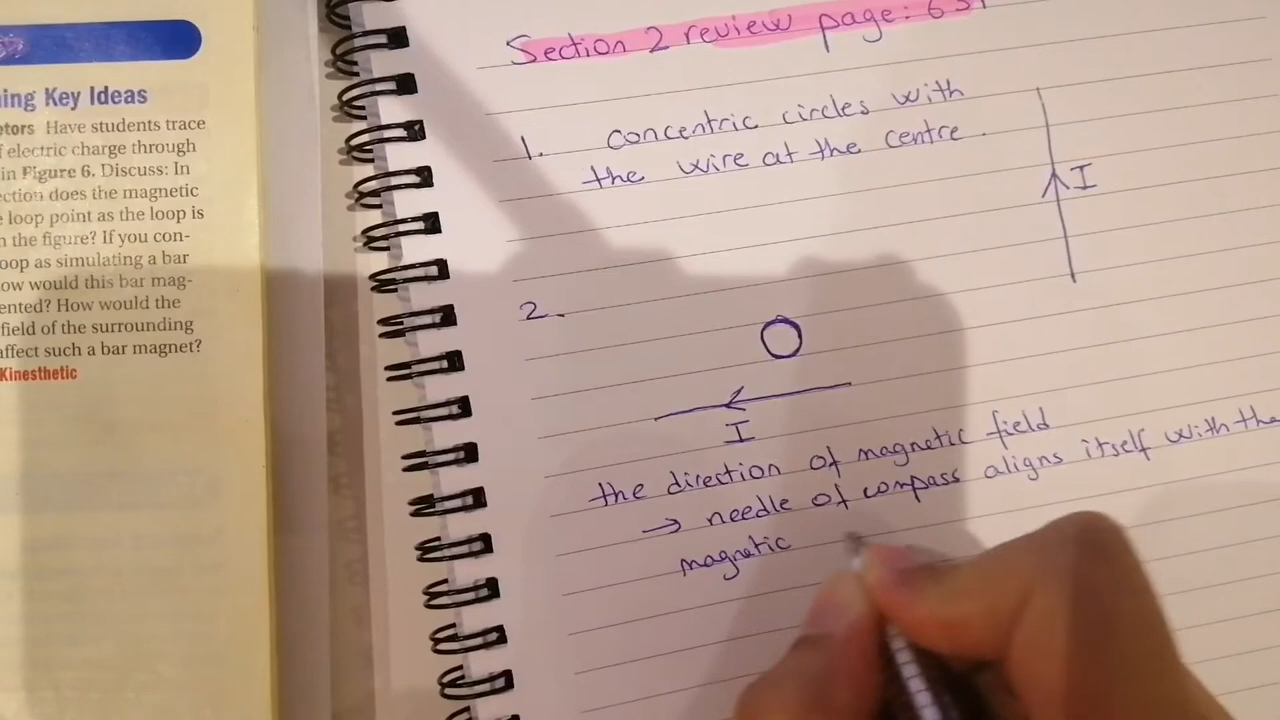 ing Key Ideas
tors Have students trace
f electric charge through
in Figure 6. Discuss: In
ction does the magnetic
loop point as the loop is
n the figure? If you con-
oop as simulating a bar
ow would this bar mag-
ented? How would the
field of the surrounding
affect such a bar magnet?
Kinesthetic
Section 2 review page:
1. concentric circles with
the wire at the centre.
I
2.
I
the direction of magnetic field
→ needle of compass aligns itself with the
magnetic